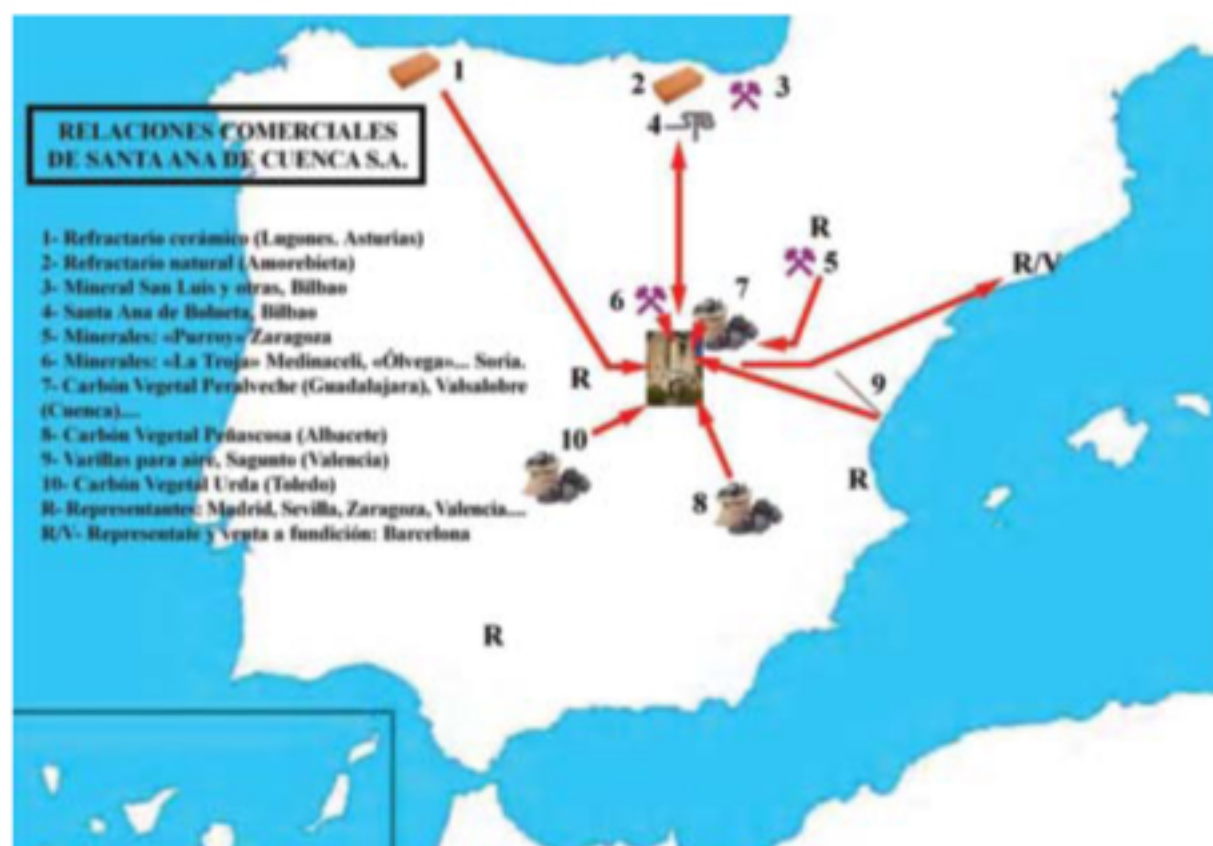 RELACIONES COMERCIALES
DE SANTA ANA DE CUENCA S.A.
1- Refractario cerámico (Lugones. Asturias)
2- Refractario natural (Amorebieta)
3- Mineral San Luis y otras, Bilbao
4- Santa Ana de Bolueta, Bilbao
5- Minerales: «Purroy» Zaragoza
6- Minerales: «La Troja» Medinaceli, «Ólvega»... Soria.
7- Carbón Vegetal Peralveche (Guadalajara), Valsalobre
(Cuenca)....
8- Carbón Vegetal Peñascosa (Albacete)
9- Varillas para aire, Sagunto (Valencia)
10- Carbón Vegetal Urda (Toledo)
R- Representantes: Madrid, Sevilla, Zaragoza, Valencia....
R/V- Representate y venta a fundición: Barcelona
1
2
3
4
R
5
R/V
6
7
R
9
10
8
R
R